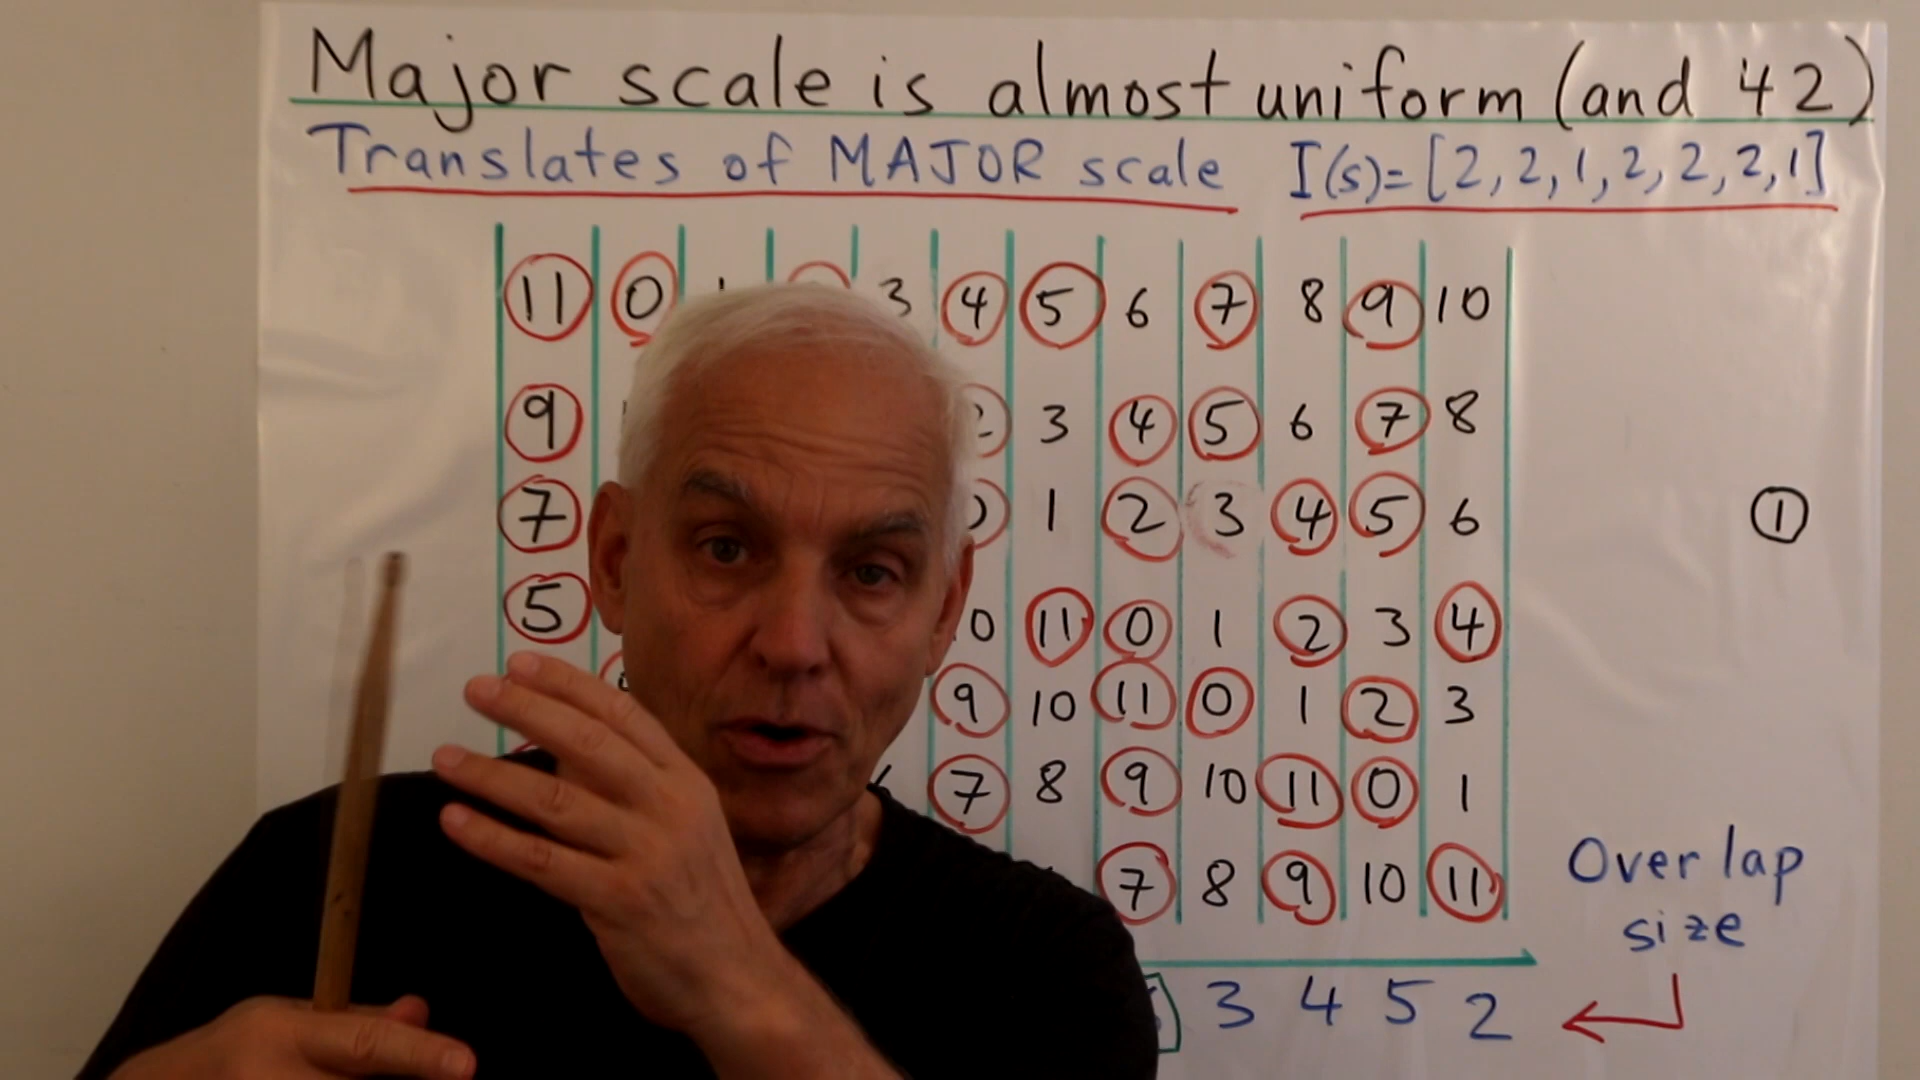 Major scale is almost uniform (and 42)
Translates of MAJOR scale I(s)=[2,2,1,2,2,2,1]
11 0 3 4 5 6 7 8 9 10
9 3 4 5 6 7 8
7 1 2 3 4 5 6 1
5 0 11 0 1 2 3 4
9 10 11 0 1 2 3
7 8 9 10 11 0 1
7 8 9 10 11
Overlap
size
3 4 5 2